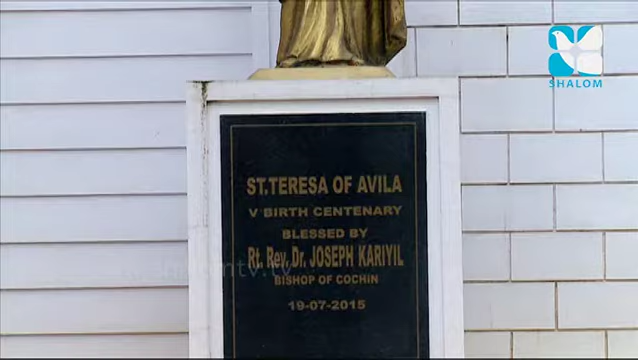 SHALOM
ST.TERESA OF AVILA
V BIRTH CENTENARY
BLESSED BY
Rt. Rev. Dr. JOSEPH KARIYIL
BISHOP OF COCHIN
19-07-2015